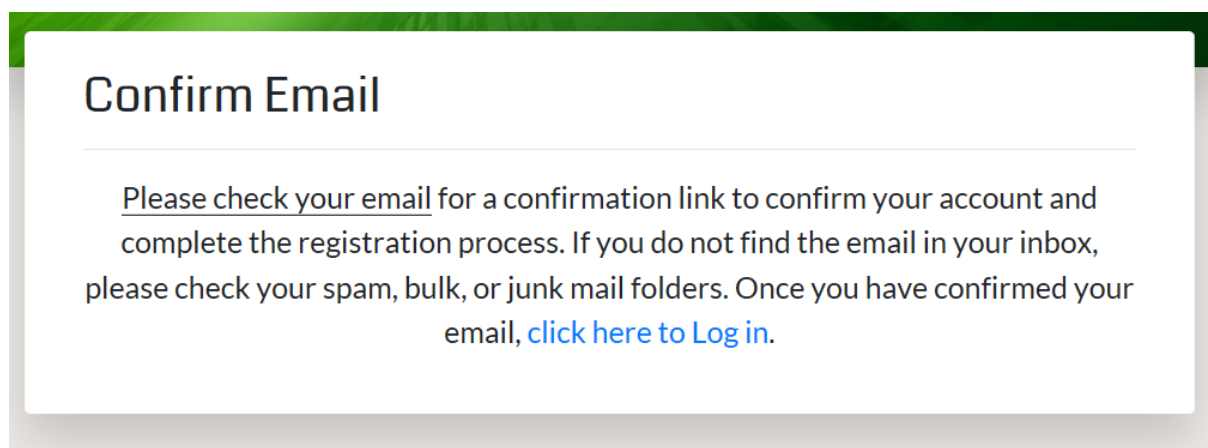 Confirm Email
Please check your email for a confirmation link to confirm your account and
complete the registration process. If you do not find the email in your inbox,
please check your spam, bulk, or junk mail folders. Once you have confirmed your
email, click here to Log in.